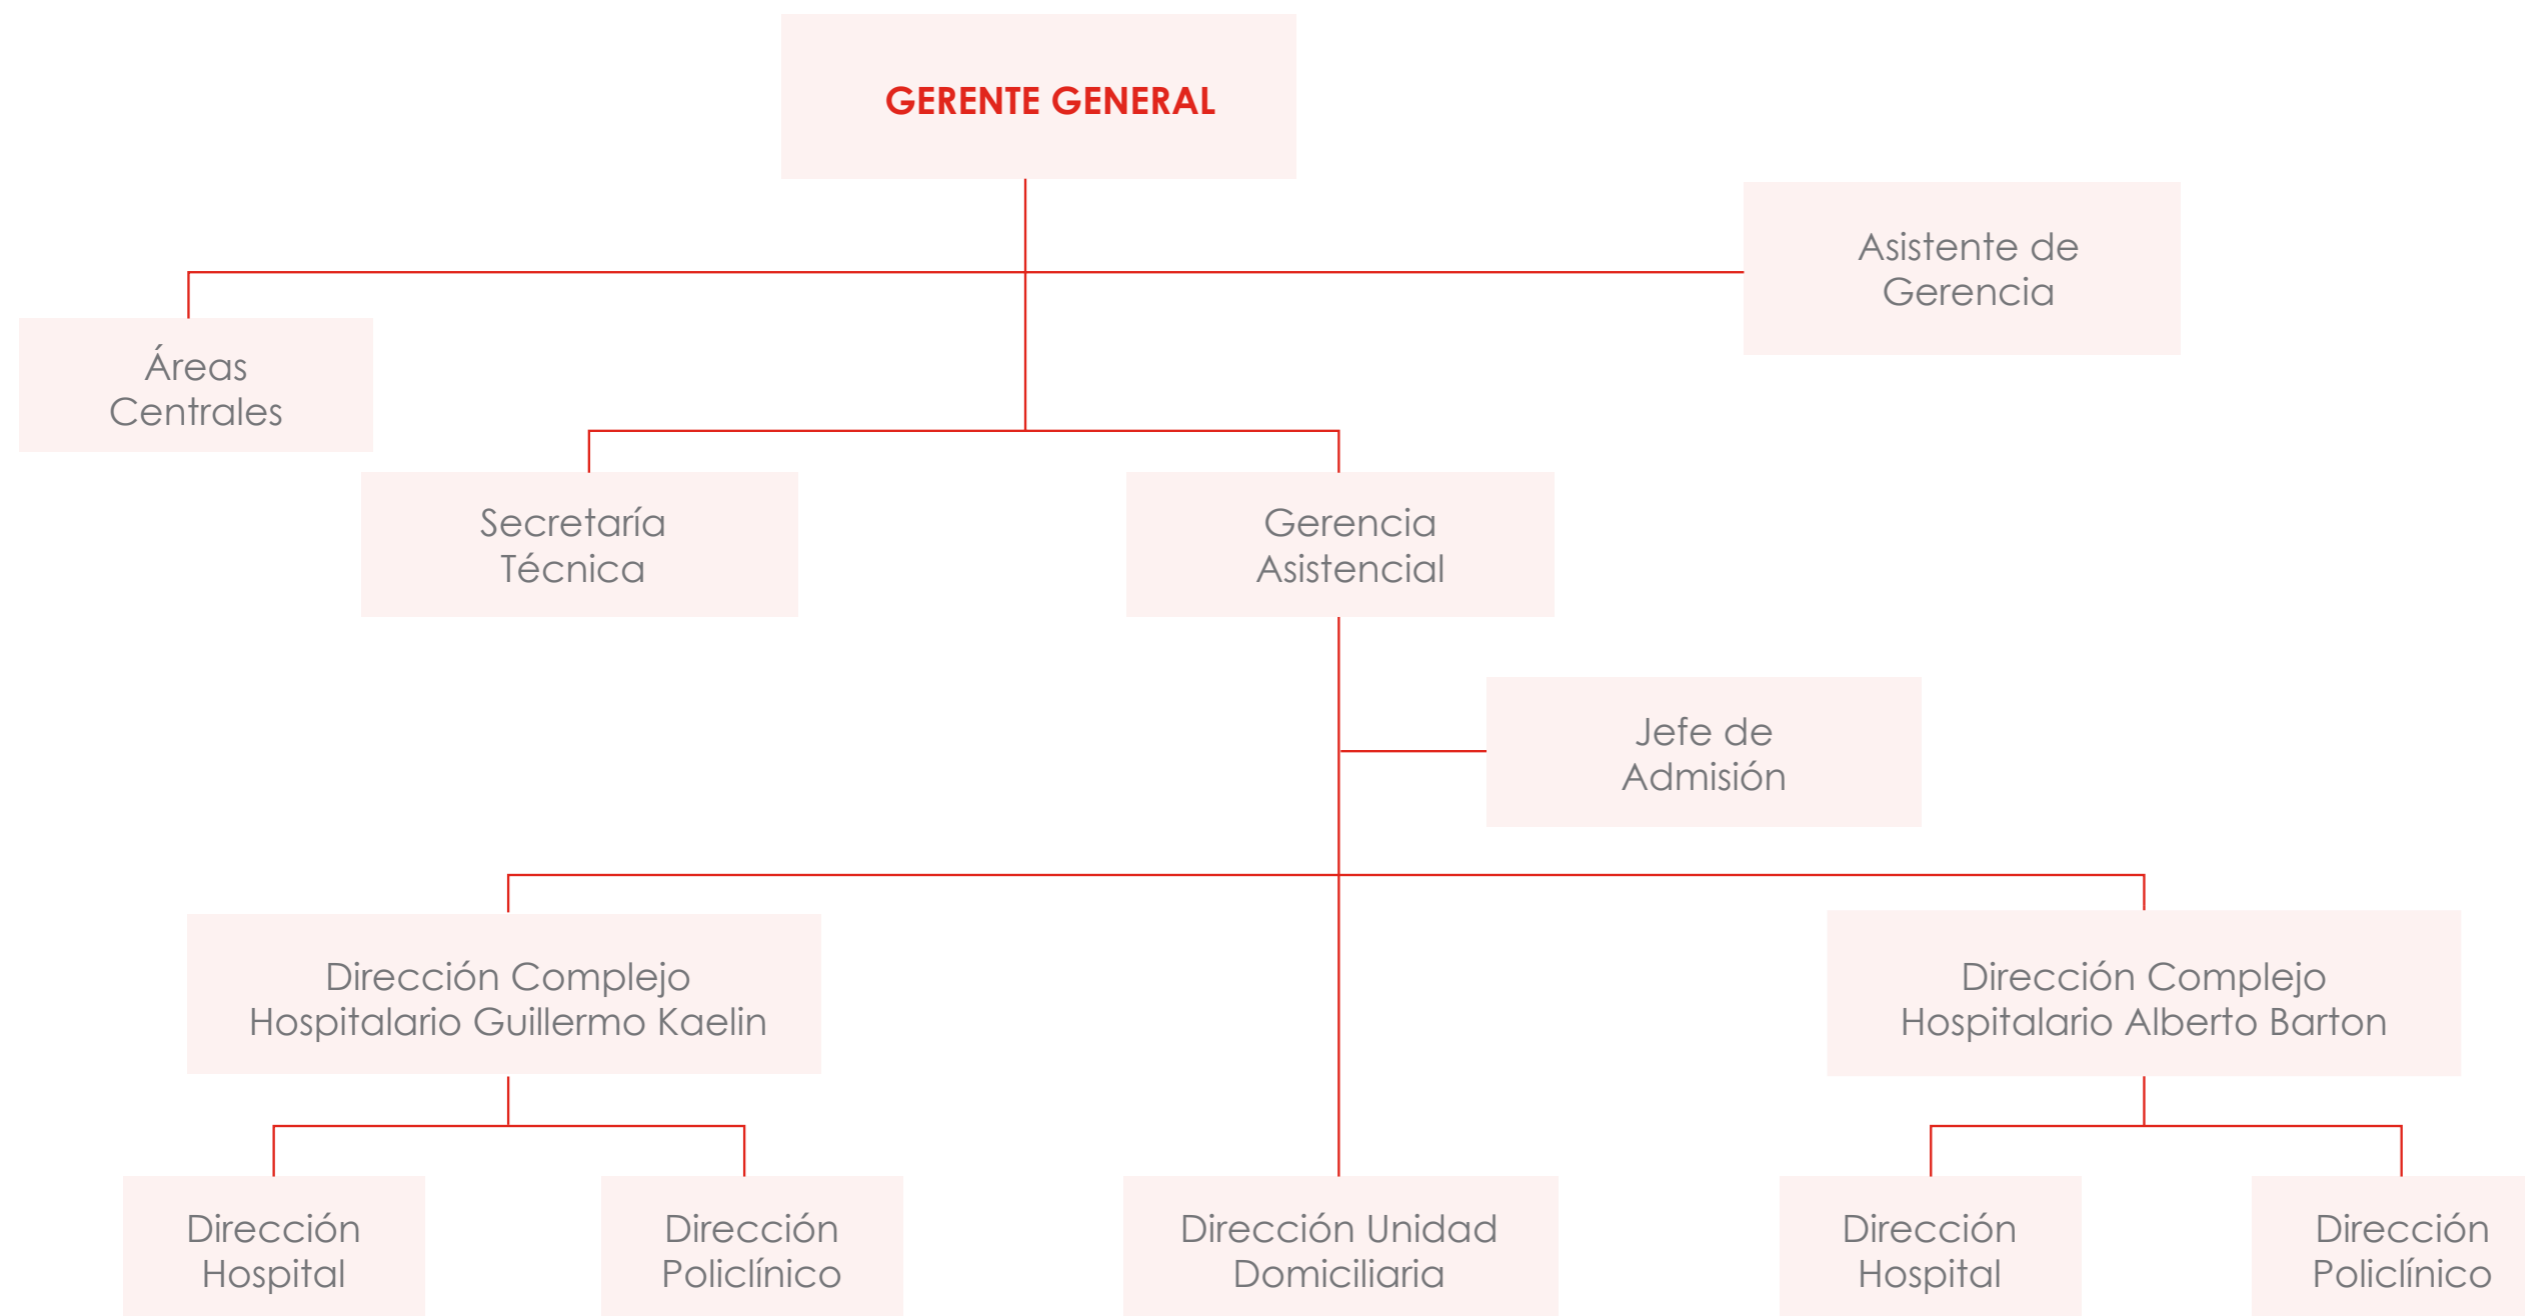 GERENTE GENERAL
Asistente de
Gerencia
Áreas
Centrales
Secretaría
Técnica
Gerencia
Asistencial
Jefe de
Admisión
Dirección Complejo
Hospitalario Guillermo Kaelin
Dirección Complejo
Hospitalario Alberto Barton
Dirección
Hospital
Dirección
Policlínico
Dirección Unidad
Domiciliaria
Dirección
Hospital
Dirección
Policlínico